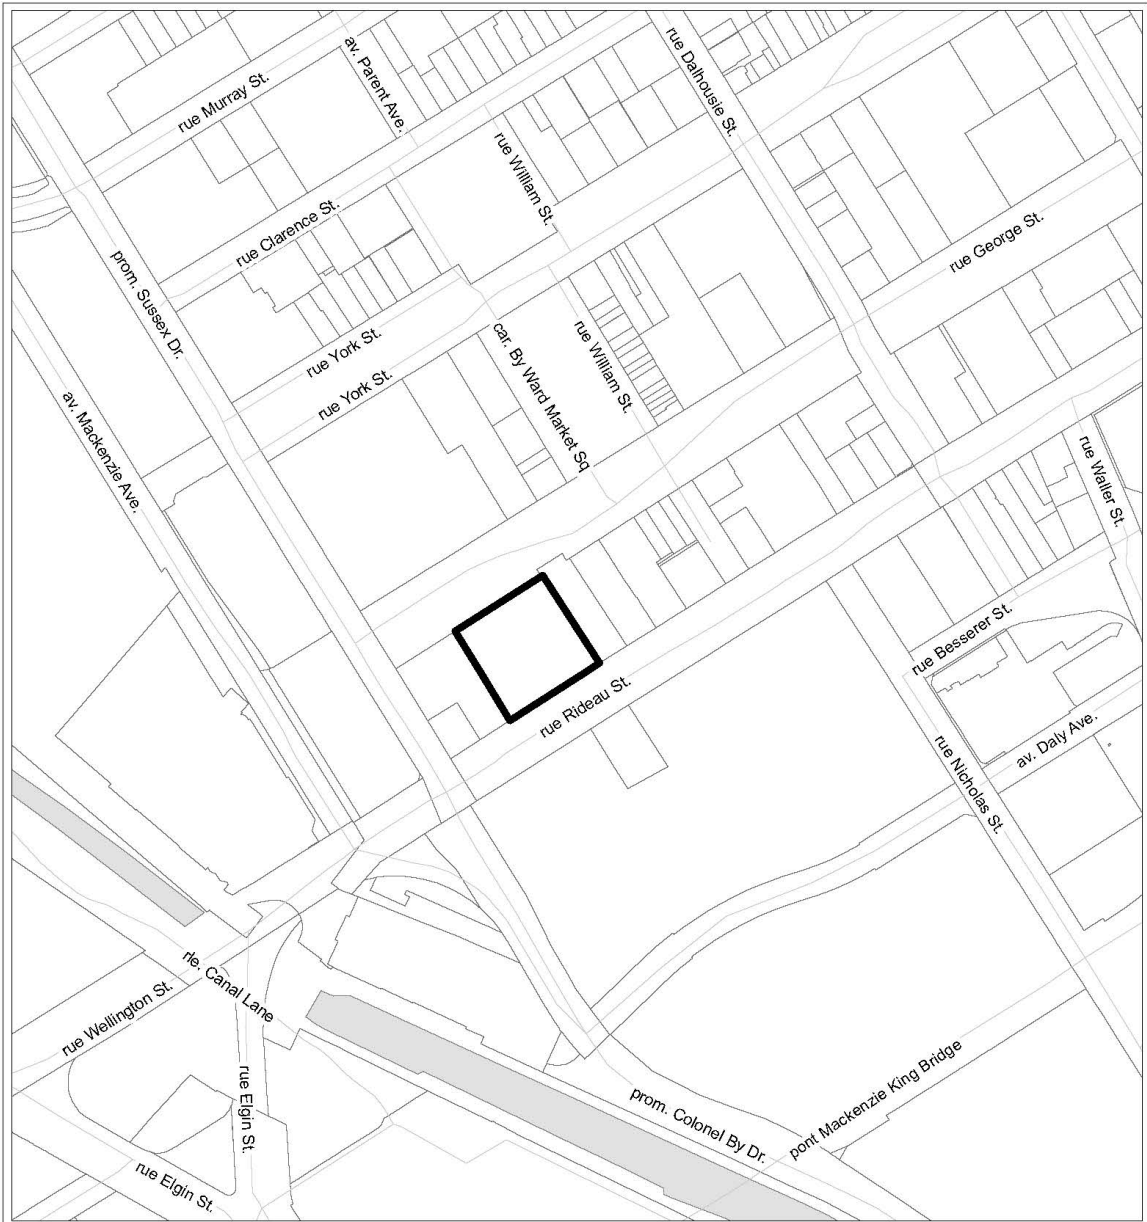 rue Murray St.
av. Parent Ave.
rue Dalhousie St.
rue William St.
rue Clarence St.
rue George St.
prom. Sussex Dr.
rue York St.
rue York St.
car. By Ward Market Sq
rue William St.
av. Mackenzie Ave.
rue Waller St.
rue Besserer St.
rue Rideau St.
av. Daly Ave.
rue Nicholas St.
rle. Canal Lane
rue Wellington St.
rue Elgin St.
prom. Colonel By Dr.
pont Mackenzie King Bridge
rue Elgin St.